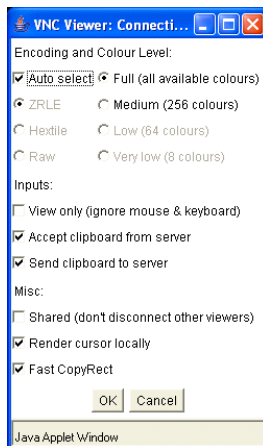 VNC Viewer: Connecti...
Encoding and Colour Level:
Auto select Full (all available colours)
ZRLE Medium (256 colours)
Hextile Low (64 colours)
Raw Very low (8 colours)
Inputs:
View only (ignore mouse & keyboard)
Accept clipboard from server
Send clipboard to server
Misc:
Shared (don't disconnect other viewers)
Render cursor locally
Fast CopyRect
OK Cancel
Java Applet Window